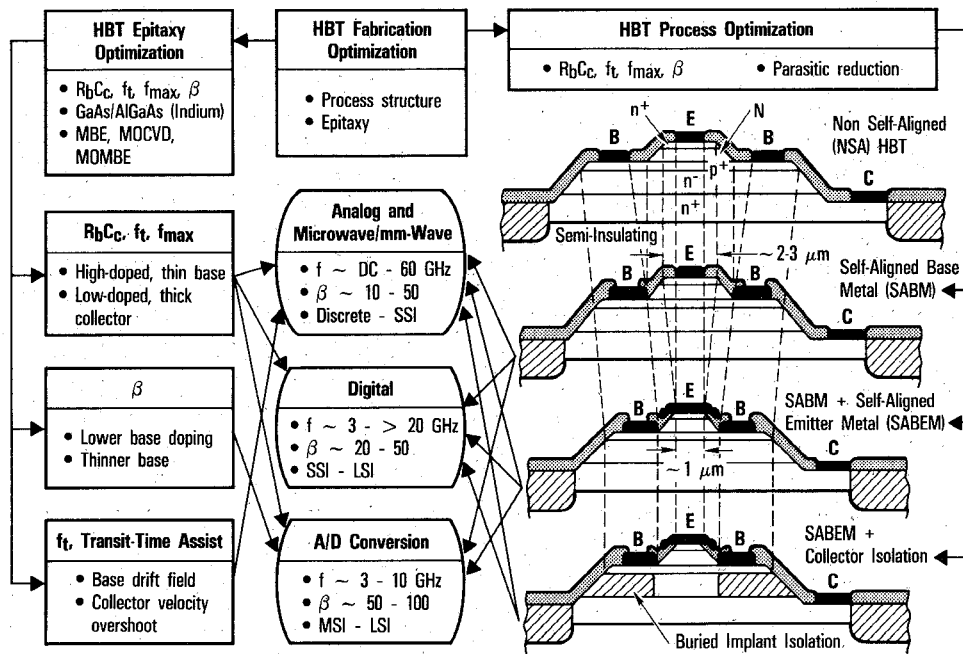 HBT Epitaxy
Optimization
• RbCc, ft, fmax, β
• GaAs/AlGaAs (Indium)
• MBE, MOCVD,
MOMBE
HBT Fabrication
Optimization
• Process structure
• Epitaxy
HBT Process Optimization
• RbCc, ft, fmax, β
• Parasitic reduction
RbCc, ft, fmax
• High-doped, thin base
• Low-doped, thick
collector
β
• Lower base doping
• Thinner base
ft, Transit-Time Assist
• Base drift field
• Collector velocity
overshoot
Analog and
Microwave/mm-Wave
• f ~ DC - 60 GHz
• β ~ 10 - 50
• Discrete - SSI
Digital
• f ~ 3 - > 20 GHz
• β ~ 20 - 50
• SSI - LSI
A/D Conversion
• f ~ 3 - 10 GHz
• β ~ 50 - 100
• MSI - LSI
n+ E N
B B
p+
n-
n+
C
Semi-Insulating
Non Self-Aligned
(NSA) HBT
E
~ 2-3 μm
B B
C
Self-Aligned Base
Metal (SABM)
E
B B
~ 1 μm
C
SABM + Self-Aligned
Emitter Metal (SABEM)
E
B B
C
SABEM +
Collector Isolation
Buried Implant Isolation